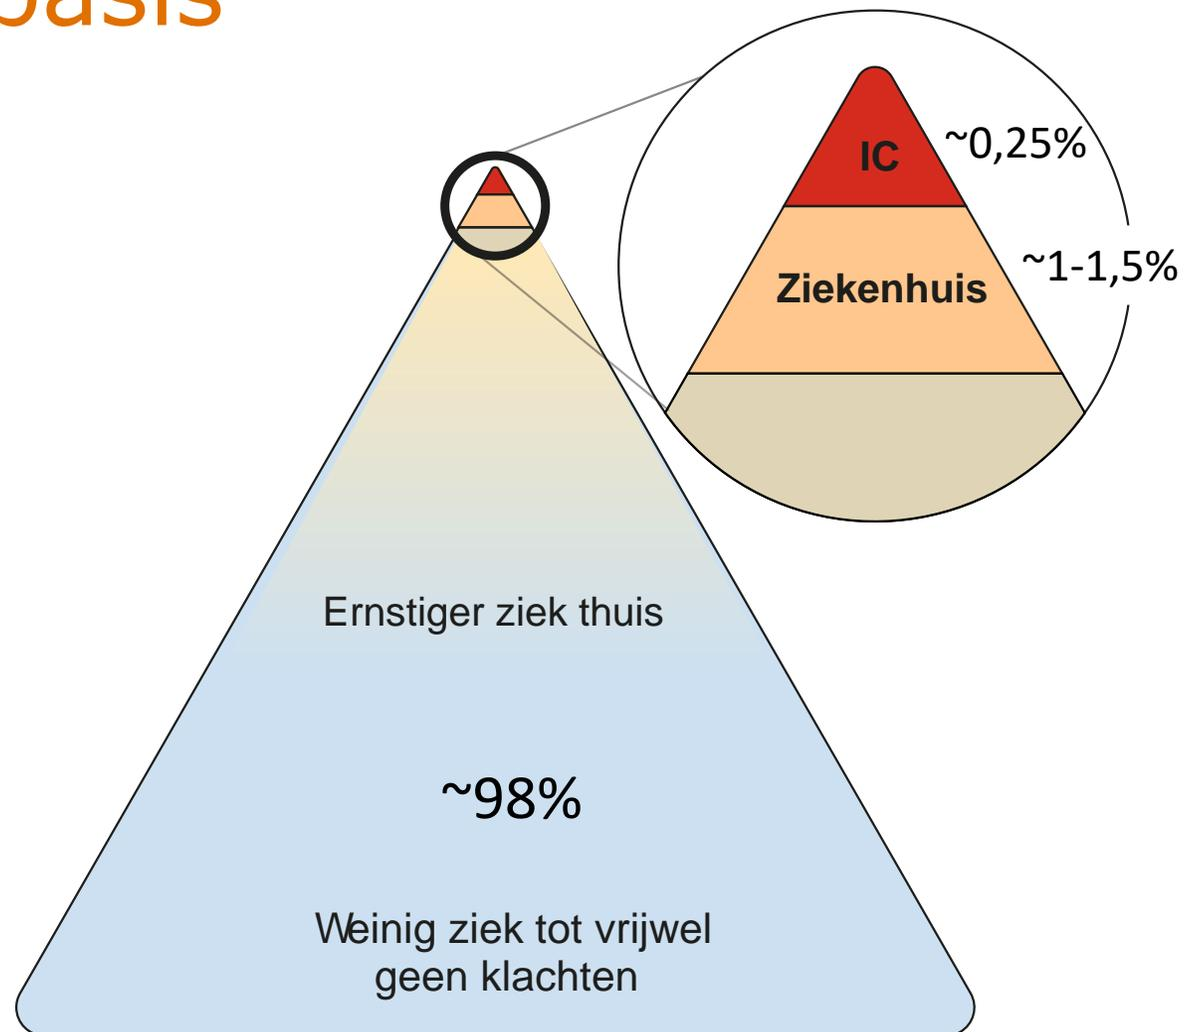 basis
IC
~0,25%
Ziekenhuis
~1-1,5%
Ernstiger ziek thuis
~98%
Weinig ziek tot vrijwel
geen klachten